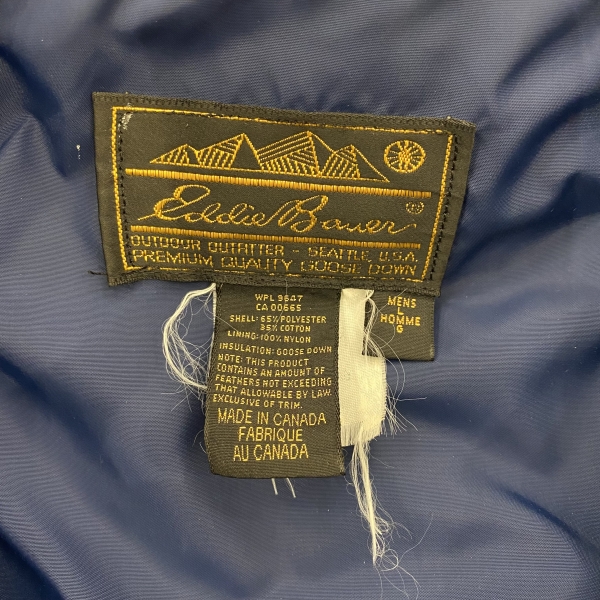 Eddie Bauer ®
OUTDOOR OUTFITTER - SEATTLE, U.S.A.
PREMIUM QUALITY GOOSE DOWN
WPL 9647
CA 00665
SHELL: 65% POLYESTER
35% COTTON
LINING: 100% NYLON
INSULATION: GOOSE DOWN
NOTE: THIS PRODUCT
CONTAINS AN AMOUNT OF
FEATHERS NOT EXCEEDING
THAT ALLOWABLE BY LAW.
EXCLUSIVE OF TRIM.
MADE IN CANADA
FABRIQUE
AU CANADA
MENS
L
HOMME
G